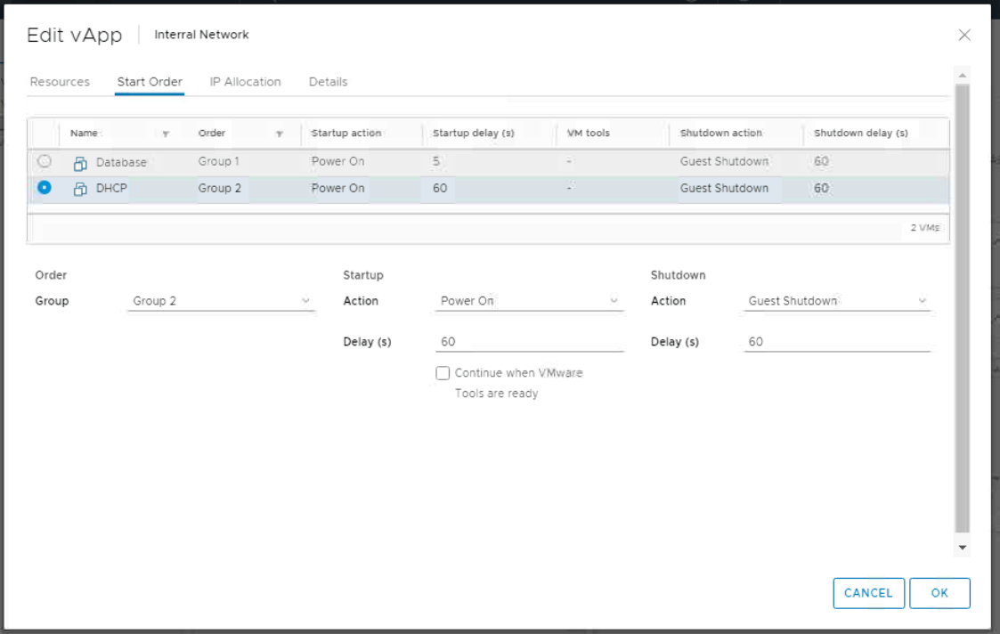 Edit vApp Interral Network
Resources Start Order IP Allocation Details
Name Order Startup action Startup delay (s) VM tools Shutdown action Shutdown delay (s)
Database Group 1 Power On 5 - Guest Shutdown 60
DHCP Group 2 Power On 60 - Guest Shutdown 60
2 VMs
Order Startup Shutdown
Group Group 2 Action Power On Action Guest Shutdown
Delay (s) 60 Delay (s) 60
Continue when VMware
Tools are ready
CANCEL OK